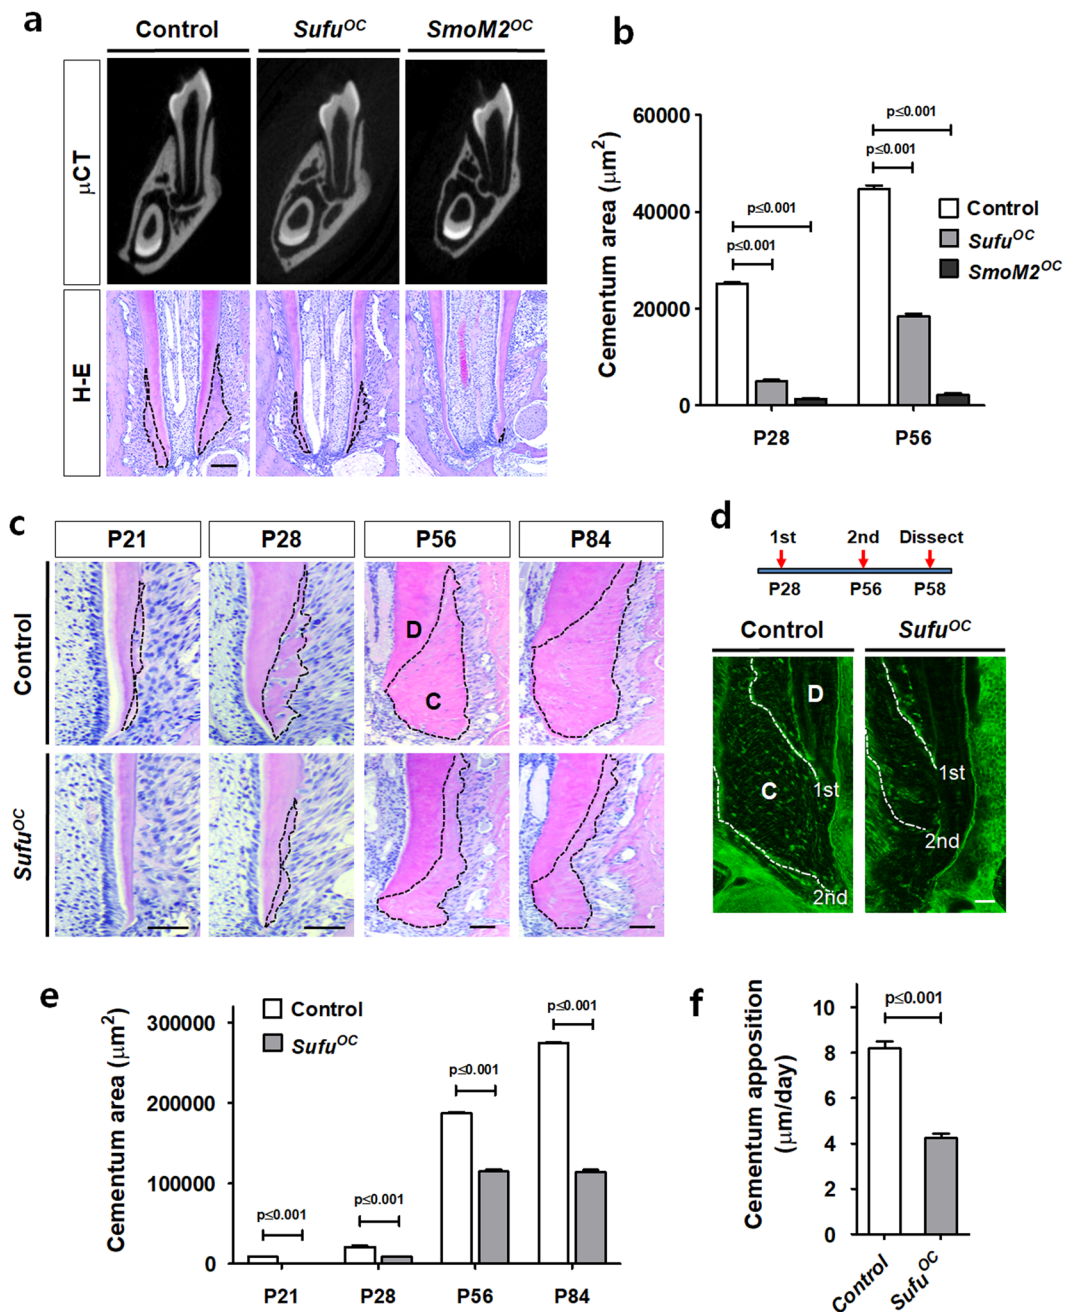 a
Control
Sufu^OC
SmoM2^OC
μCT
H-E
b
Cementum area (μm²)
60000
40000
20000
0
p≤0.001
p≤0.001
p≤0.001
p≤0.001
Control
Sufu^OC
SmoM2^OC
P28
P56
c
P21
P28
P56
P84
Control
D
C
Sufu^OC
d
1st
2nd
Dissect
P28
P56
P58
Control
Sufu^OC
D
C
1st
2nd
1st
2nd
e
Cementum area (μm²)
300000
200000
100000
0
Control
Sufu^OC
p≤0.001
p≤0.001
p≤0.001
p≤0.001
P21
P28
P56
P84
f
Cementum apposition
(μm/day)
10
8
6
4
2
0
p≤0.001
Control
Sufu^OC